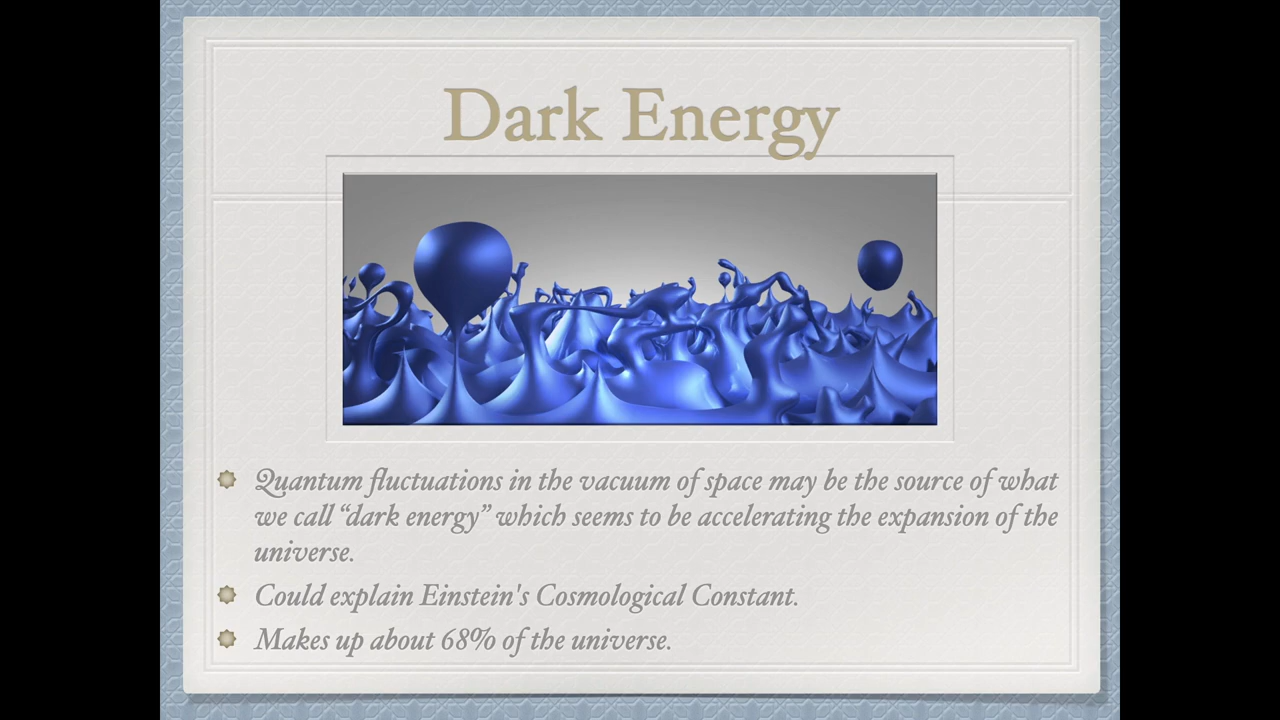 Dark Energy
Quantum fluctuations in the vacuum of space may be the source of what
we call “dark energy” which seems to be accelerating the expansion of the
universe.
Could explain Einstein's Cosmological Constant.
Makes up about 68% of the universe.